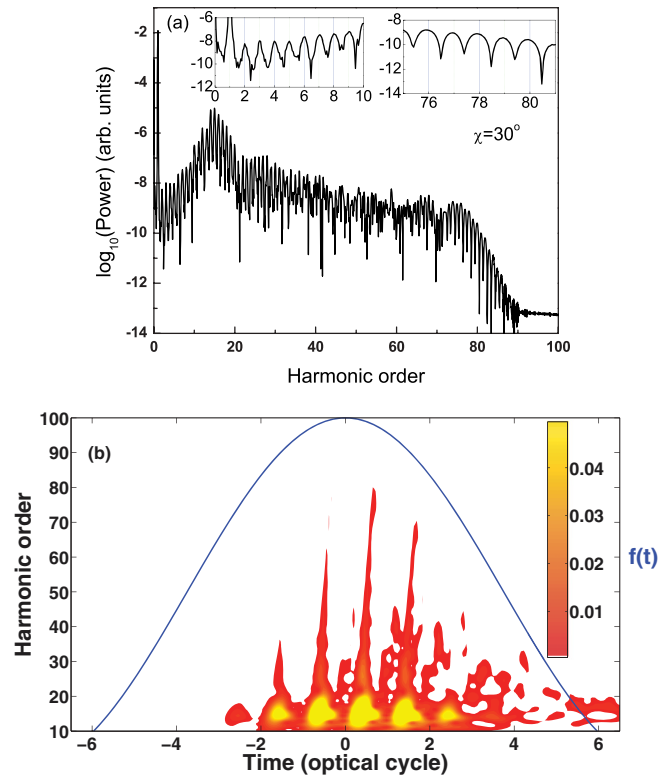 (a)
-6
-7
-8
-9
-10
-11
-12
0 2 4 6 8 10
-8
-10
-12
-14
76 78 80
χ=30°
-2
-4
-6
-8
-10
-12
-14
log₁₀(Power) (arb. units)
0 20 40 60 80 100
Harmonic order
(b)
100
90
80
70
60
50
40
30
20
10
Harmonic order
−6 −4 −2 0 2 4 6
Time (optical cycle)
0.04
0.03
0.02
0.01
f(t)